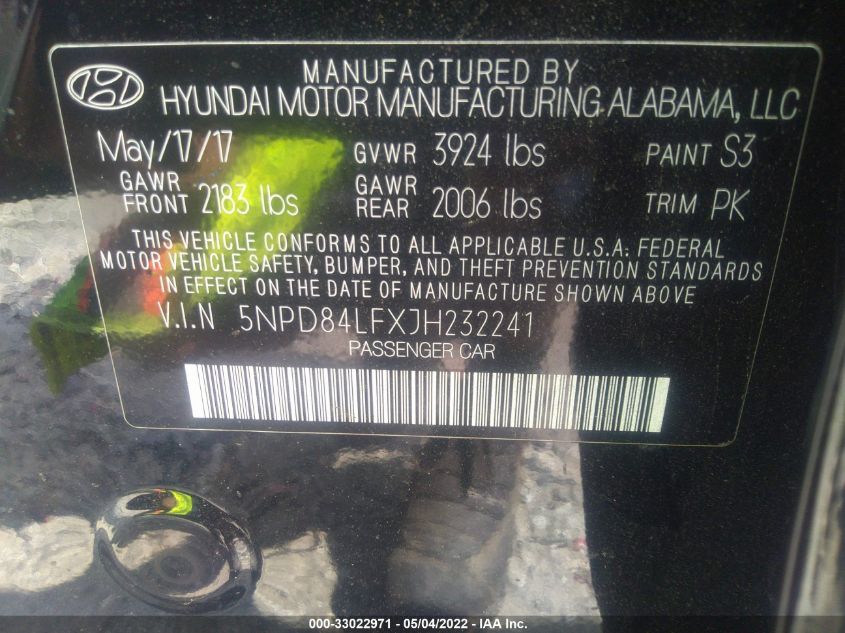 MANUFACTURED BY
HYUNDAI MOTOR MANUFACTURING ALABAMA, LLC
May/17/17 GVWR 3924 lbs PAINT S3
GAWR FRONT 2183 lbs GAWR REAR 2006 lbs TRIM PK
THIS VEHICLE CONFORMS TO ALL APPLICABLE U.S.A. FEDERAL
MOTOR VEHICLE SAFETY, BUMPER, AND THEFT PREVENTION STANDARDS
IN EFFECT ON THE DATE OF MANUFACTURE SHOWN ABOVE
V.I.N 5NPD84LFXJH232241
PASSENGER CAR
000-33022971 - 05/04/2022 - IAA Inc.